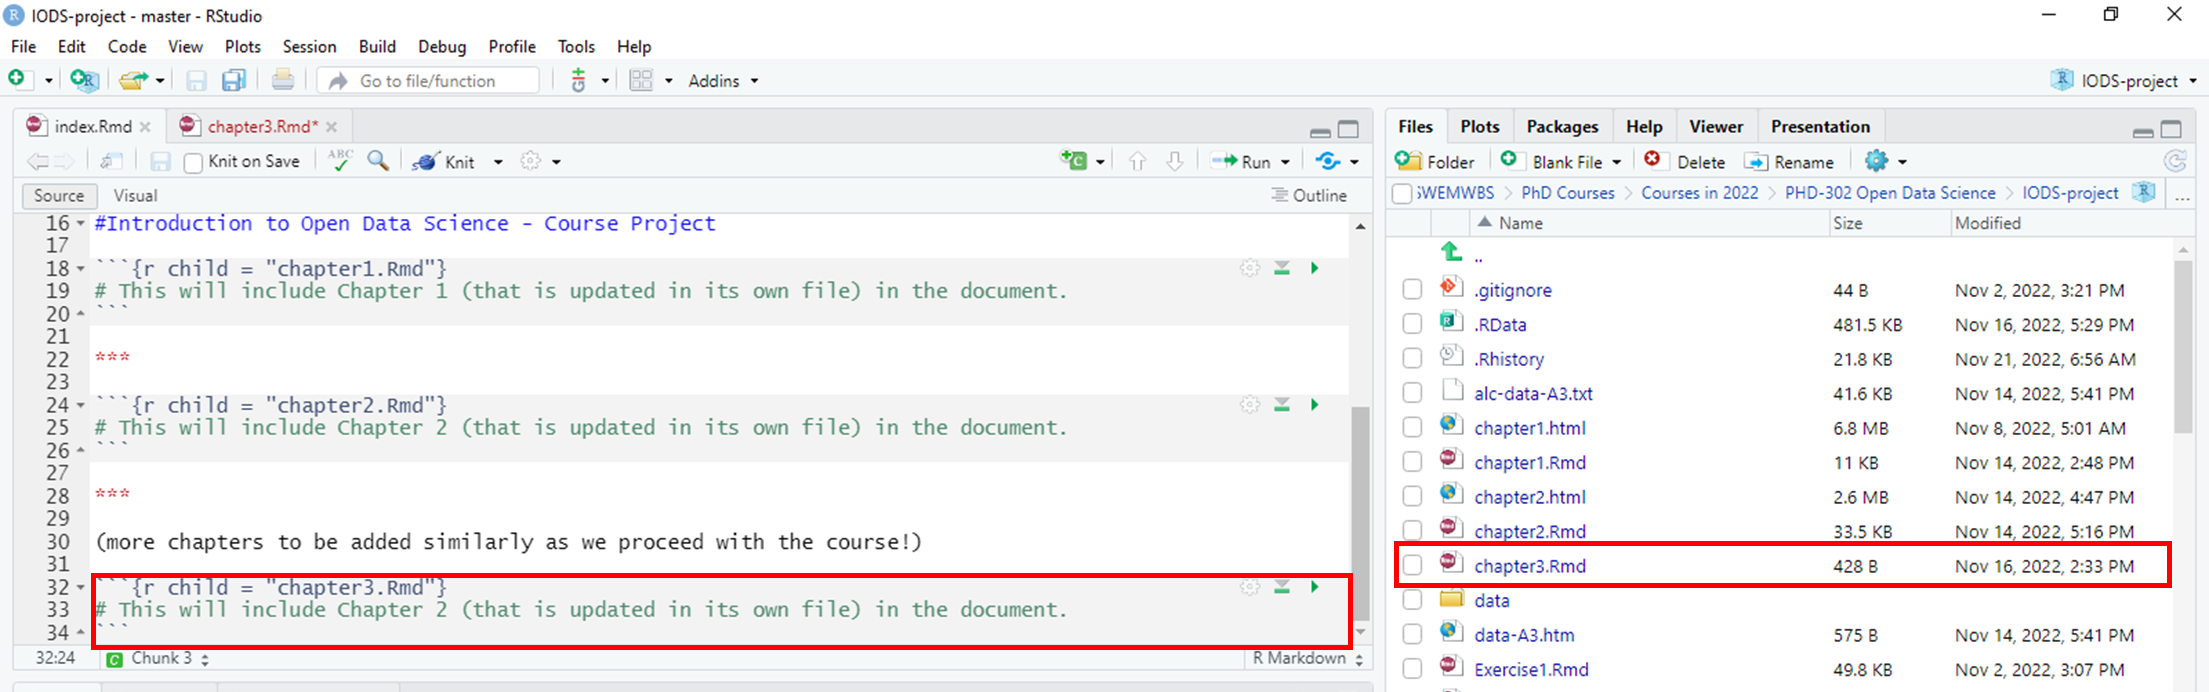 IODS-project - master - RStudio
File Edit Code View Plots Session Build Debug Profile Tools Help
Go to file/function Addins IODS-project
index.Rmd chapter3.Rmd*
Knit on Save ABC Knit Run
Source Visual Outline
16 #Introduction to Open Data Science - Course Project
17
18 ```{r child = "chapter1.Rmd"}
19 # This will include Chapter 1 (that is updated in its own file) in the document.
20 ```
21
22 ***
23
24 ```{r child = "chapter2.Rmd"}
25 # This will include Chapter 2 (that is updated in its own file) in the document.
26 ```
27
28 ***
29
30 (more chapters to be added similarly as we proceed with the course!)
31
32 ```{r child = "chapter3.Rmd"}
33 # This will include Chapter 2 (that is updated in its own file) in the document.
34 ```
32:24 Chunk 3 R Markdown
Files Plots Packages Help Viewer Presentation
Folder Blank File Delete Rename
SWEMWBS > PhD Courses > Courses in 2022 > PHD-302 Open Data Science > IODS-project ...
Name Size Modified
..
.gitignore 44 B Nov 2, 2022, 3:21 PM
.RData 481.5 KB Nov 16, 2022, 5:29 PM
.Rhistory 21.8 KB Nov 21, 2022, 6:56 AM
alc-data-A3.txt 41.6 KB Nov 14, 2022, 5:41 PM
chapter1.html 6.8 MB Nov 8, 2022, 5:01 AM
chapter1.Rmd 11 KB Nov 14, 2022, 2:48 PM
chapter2.html 2.6 MB Nov 14, 2022, 4:47 PM
chapter2.Rmd 33.5 KB Nov 14, 2022, 5:16 PM
chapter3.Rmd 428 B Nov 16, 2022, 2:33 PM
data
data-A3.htm 575 B Nov 14, 2022, 5:41 PM
Exercise1.Rmd 49.8 KB Nov 2, 2022, 3:07 PM